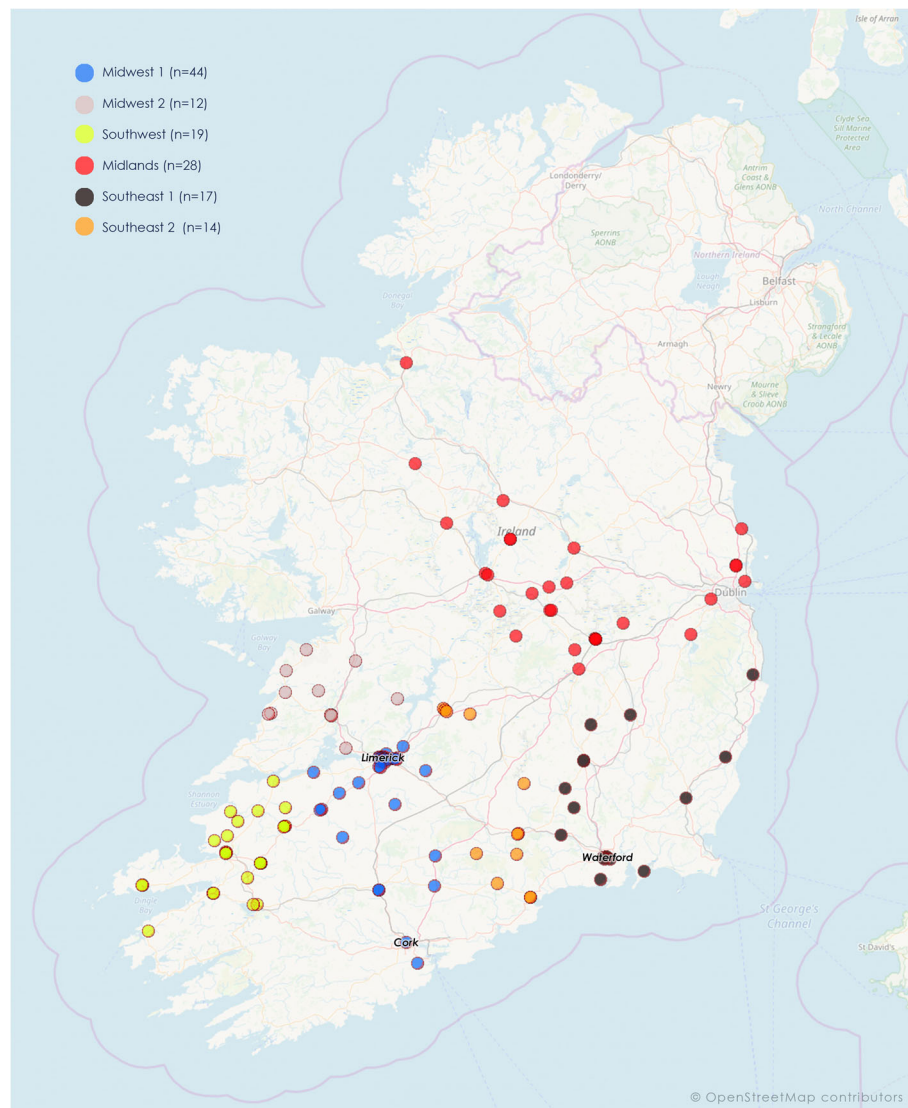 Isle of Arran
Midwest 1 (n=44)
Midwest 2 (n=12)
Southwest (n=19)
Midlands (n=28)
Southeast 1 (n=17)
Southeast 2 (n=14)
Clyde Sea
Sill Marine
Protected
Area
Londonderry/
Derry
Antrim
Coast &
Glens AONB
North Channel
Sperrins
AONB
Northern Ireland
Lough
Neagh
Belfast
Lisburn
Donegal
Bay
Strangford
& Lecale
AONB
Armagh
Newry
Mourne
& Slieve
Croob AONB
Ireland
Dublin
Galway
Galway
Bay
Limerick
Shannon
Estuary
Waterford
Dingle
Bay
St George's
Channel
Cork
St David's
© OpenStreetMap contributors